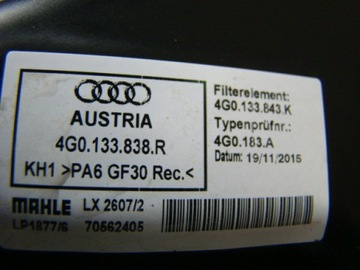 AUSTRIA
4G0.133.838.R
KH1 >PA6 GF30 Rec.<
Filterelement:
4G0.133.843.K
Typenprüfnr.:
4G0.183.A
Datum: 19/11/2015
MAHLE LX 2607/2
LP1877/6 70562405